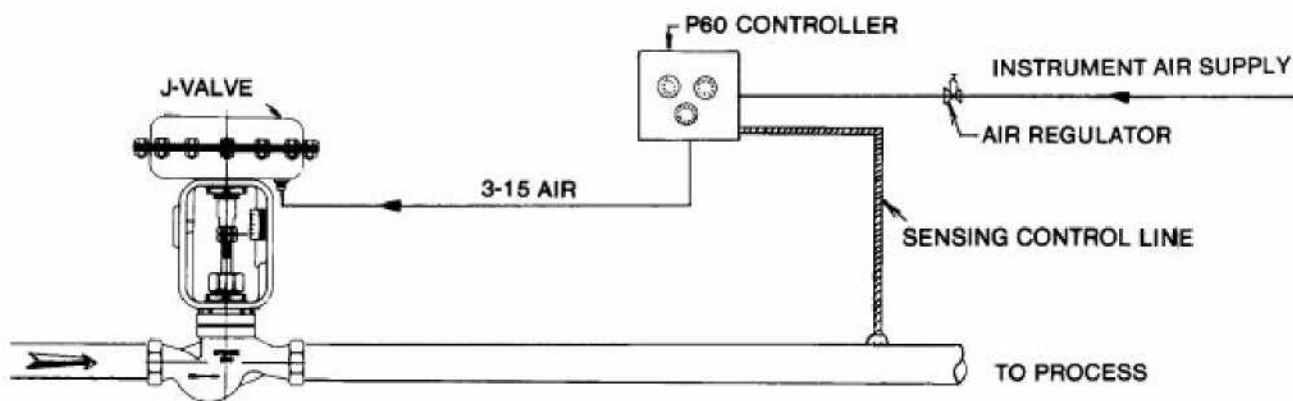 P60 CONTROLLER
INSTRUMENT AIR SUPPLY
J-VALVE
AIR REGULATOR
3-15 AIR
SENSING CONTROL LINE
TO PROCESS